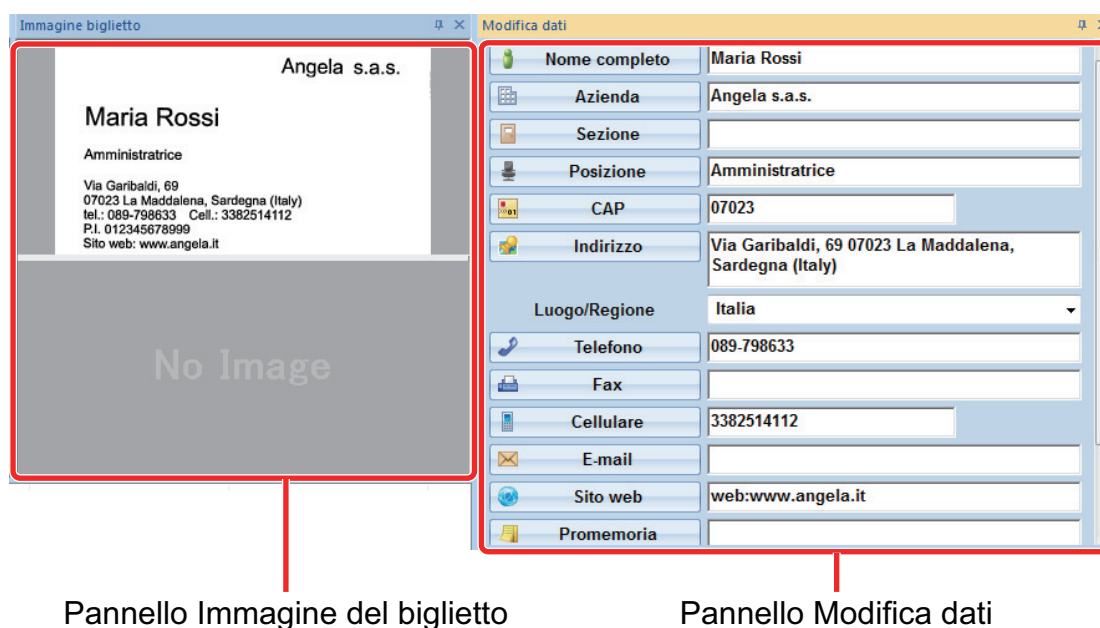 Immagine biglietto
Angela s.a.s.
Maria Rossi
Amministratrice
Via Garibaldi, 69
07023 La Maddalena, Sardegna (Italy)
tel.: 089-798633 Cell.: 3382514112
P.I. 012345678999
Sito web: www.angela.it
No Image
Modifica dati
Nome completo Maria Rossi
Azienda Angela s.a.s.
Sezione
Posizione Amministratrice
01 CAP 07023
Indirizzo Via Garibaldi, 69 07023 La Maddalena,
Sardegna (Italy)
Luogo/Regione Italia
Telefono 089-798633
Fax
Cellulare 3382514112
E-mail
Sito web web:www.angela.it
Promemoria
Pannello Immagine del biglietto
Pannello Modifica dati